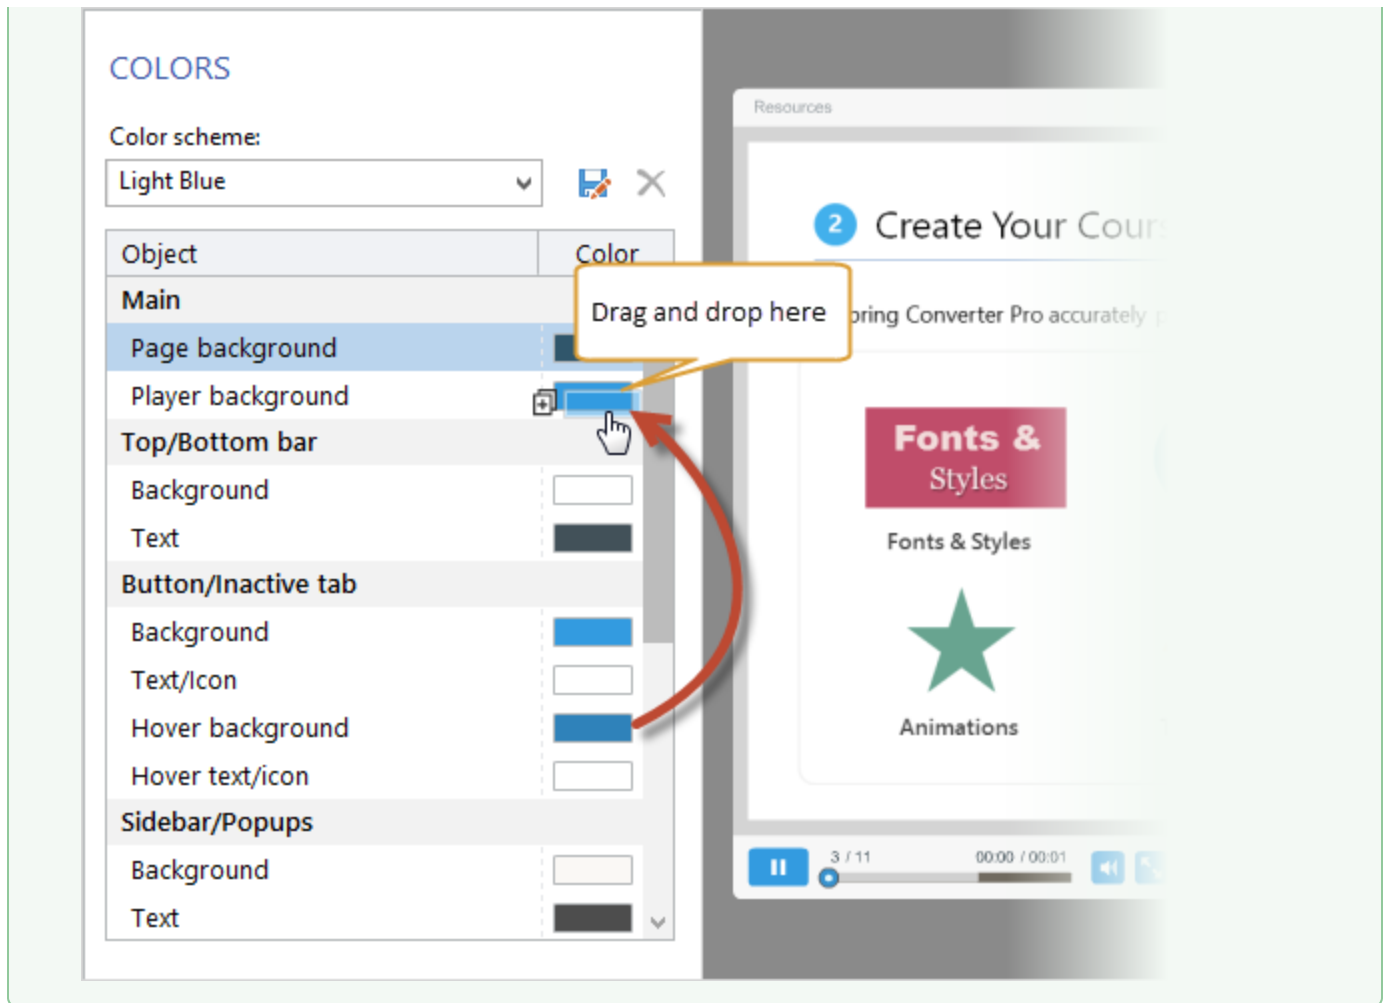 COLORS
Color scheme:
Light Blue
Object
Color
Main
Page background
Player background
Top/Bottom bar
Background
Text
Button/Inactive tab
Background
Text/Icon
Hover background
Hover text/icon
Sidebar/Popups
Background
Text
Drag and drop here
Resources
2 Create Your Cour
pring Converter Pro accurately p
Fonts &
Styles
Fonts & Styles
Animations
3 / 11
00:00 / 00:01